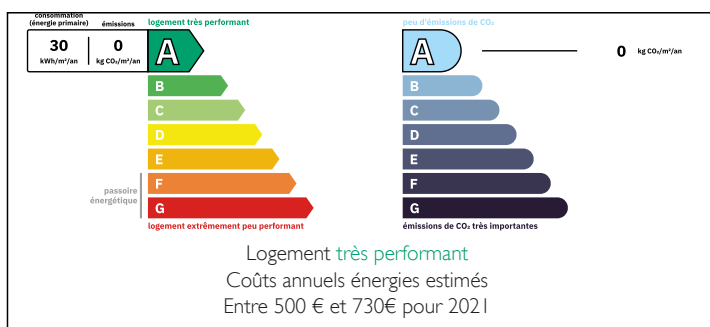 consommation
(énergie primaire)
émissions
logement très performant
30
kWh/m²/an
0
kg CO₂/m²/an
A
B
C
D
E
F
G
passoire
énergétique
logement extrêmement peu performant
peu d'émissions de CO₂
A
0 kg CO₂/m²/an
B
C
D
E
F
G
émissions de CO₂ très importantes
Logement très performant
Coûts annuels énergies estimés
Entre 500 € et 730€ pour 2021